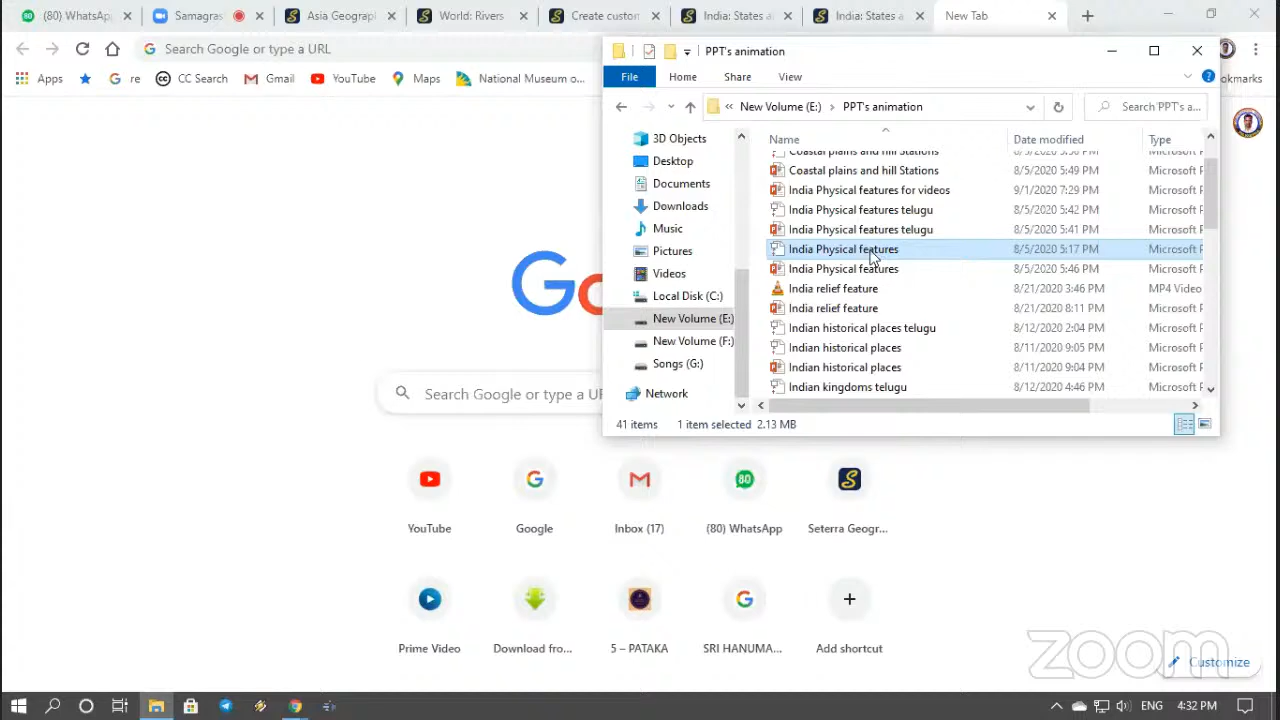 (80) WhatsApp
Samagras
Asia Geograpl
World: Rivers
Create custon
India: States a
India: States a
New Tab
Search Google or type a URL
Apps
re
CC Search
Gmail
YouTube
Maps
National Museum o...
okmarks
PPT's animation
File
Home
Share
View
« New Volume (E:) › PPT's animation
Search PPT's a...
3D Objects
Desktop
Documents
Downloads
Music
Pictures
Videos
Local Disk (C:)
New Volume (E:)
New Volume (F:)
Songs (G:)
Network
Name Date modified Type
Coastal plains and hill Stations 8/5/2020 5:50 PM Microsoft P
Coastal plains and hill Stations 8/5/2020 5:49 PM Microsoft P
India Physical features for videos 9/1/2020 7:29 PM Microsoft P
India Physical features telugu 8/5/2020 5:42 PM Microsoft P
India Physical features telugu 8/5/2020 5:41 PM Microsoft P
India Physical features 8/5/2020 5:17 PM Microsoft P
India Physical features 8/5/2020 5:46 PM Microsoft P
India relief feature 8/21/2020 3:46 PM MP4 Video
India relief feature 8/21/2020 8:11 PM Microsoft P
Indian historical places telugu 8/12/2020 2:04 PM Microsoft P
Indian historical places 8/11/2020 9:05 PM Microsoft P
Indian historical places 8/11/2020 9:04 PM Microsoft P
Indian kingdoms telugu 8/12/2020 4:46 PM Microsoft P
41 items 1 item selected 2.13 MB
Go
Search Google or type a U
YouTube
Google
Inbox (17)
(80) WhatsApp
Seterra Geogr...
Prime Video
Download fro...
5 – PATAKA
SRI HANUMA...
Add shortcut
zoom
Customize
ENG 4:32 PM